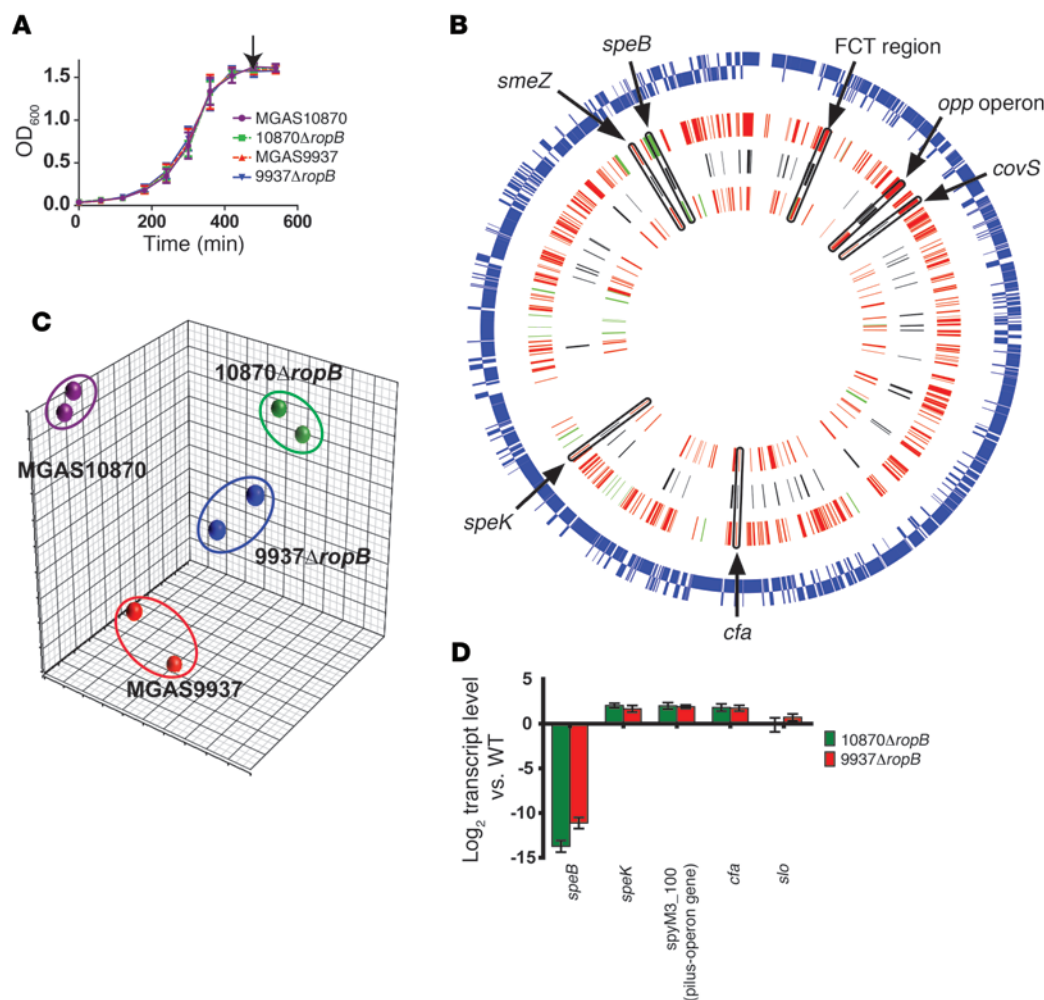 A
OD600
1.5
1.0
0.5
0.0
0 200 400 600
Time (min)
MGAS10870
10870ΔropB
MGAS9937
9937ΔropB
B
speB
smeZ
FCT region
opp operon
covS
speK
cfa
C
10870ΔropB
MGAS10870
9937ΔropB
MGAS9937
D
Log2 transcript level
vs. WT
5
0
-5
-10
-15
10870ΔropB
9937ΔropB
speB
speK
spyM3_100
(pilus-operon gene)
cfa
slo